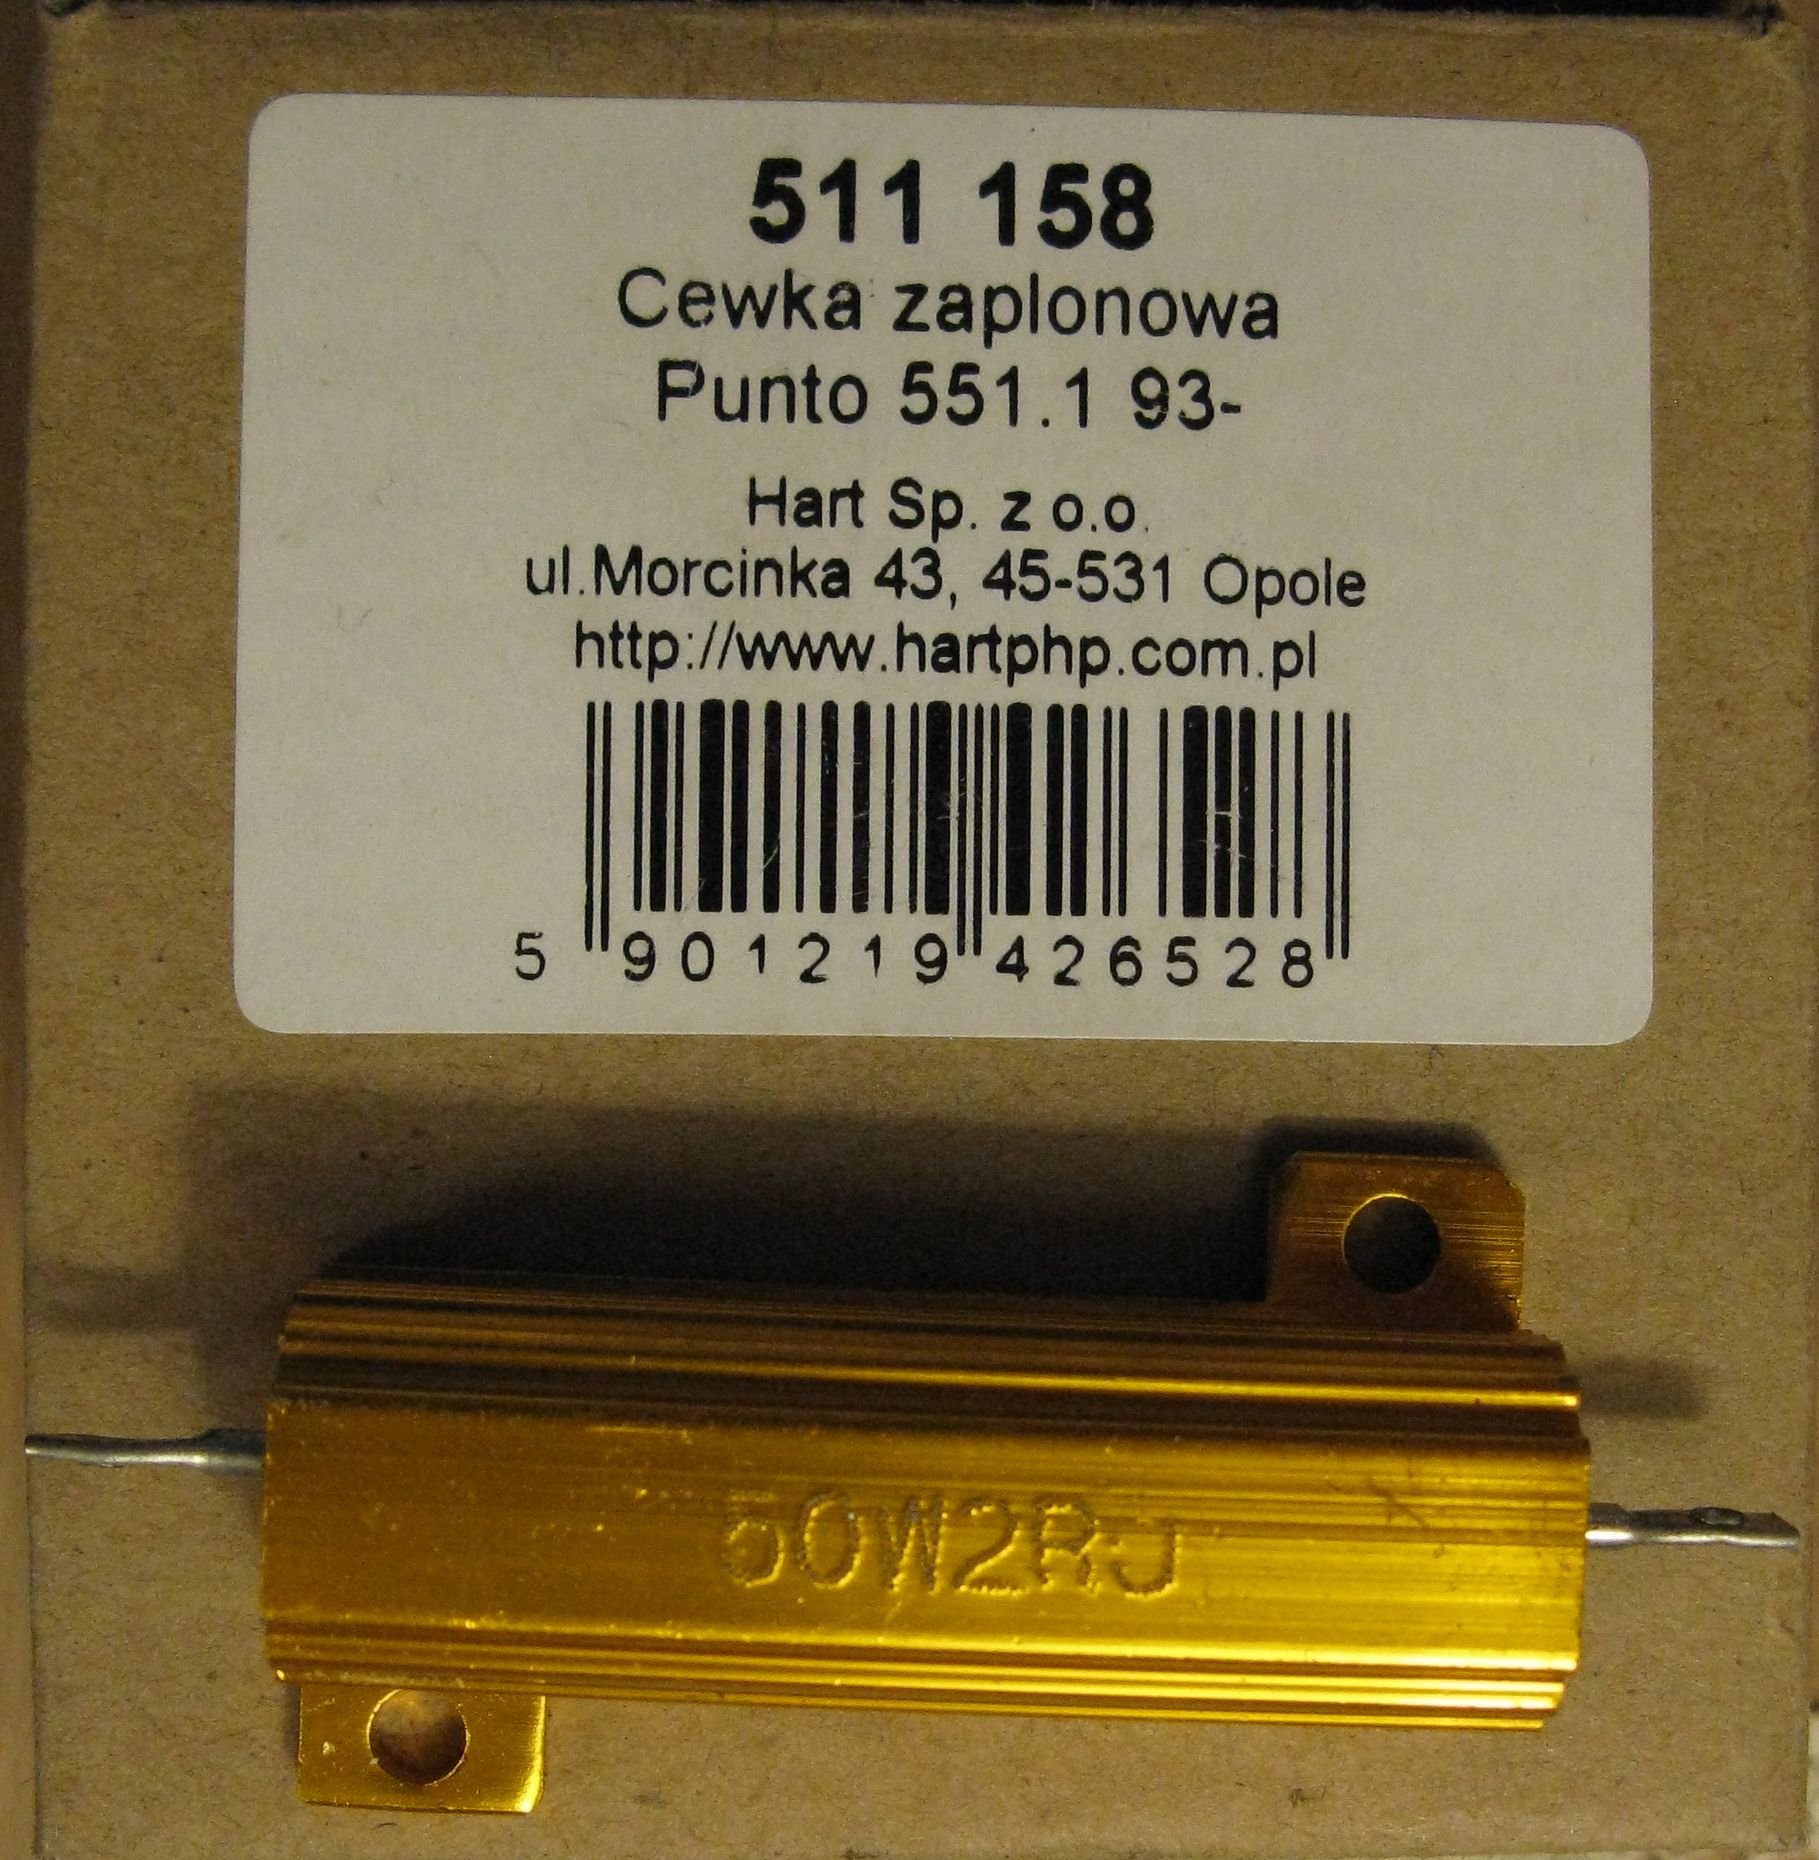 511 158
Cewka zaplonowa
Punto 551.1 93-
Hart Sp. z o.o.
ul.Morcinka 43, 45-531 Opole
http://www.hartphp.com.pl
5 901219 426528
50W2RJ